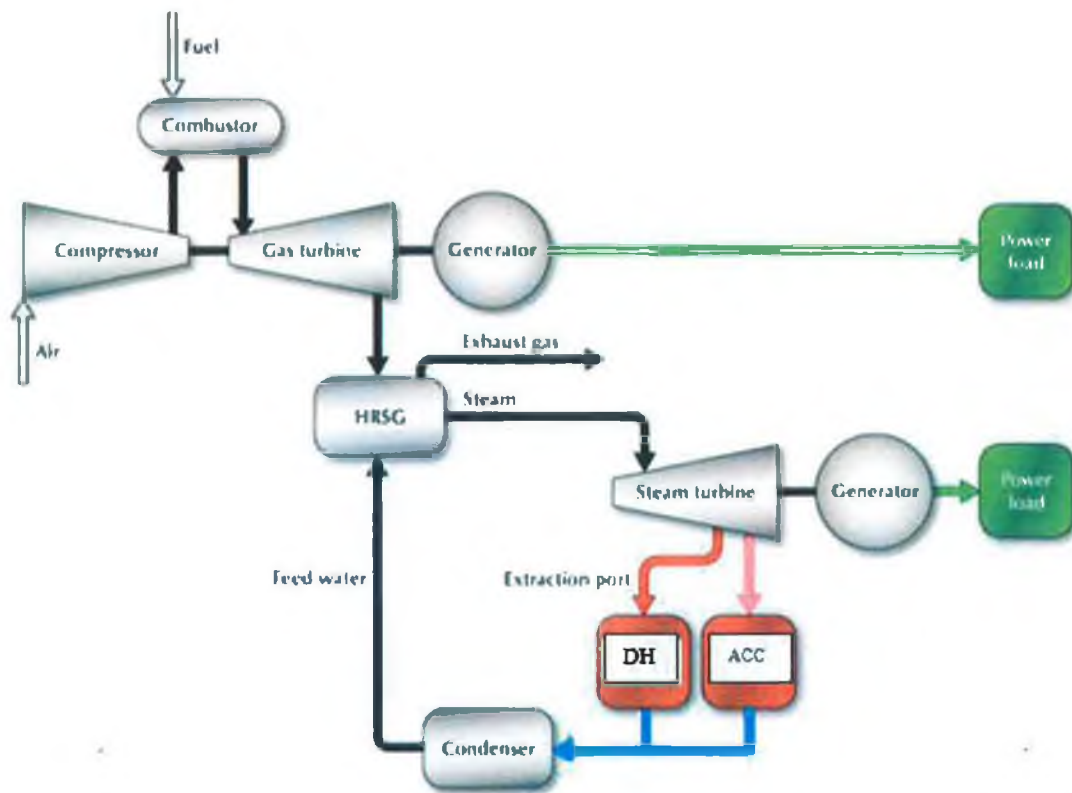 Fuel
Combustor
Compressor
Gas turbine
Generator
Power
load
Air
Exhaust gas
HRSG
Steam
Steam turbine
Generator
Power
load
Feed water
Extraction port
DH
ACC
Condenser